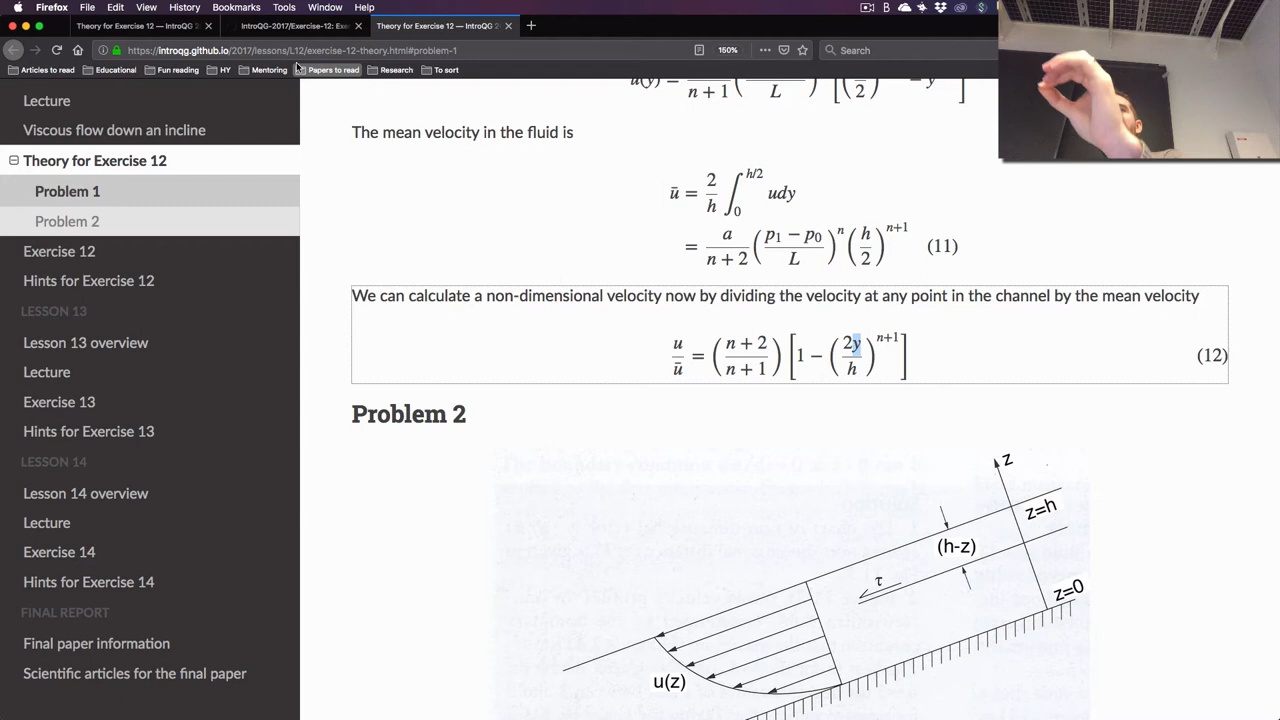 Firefox File Edit View History Bookmarks Tools Window Help
Theory for Exercise 12 — IntroQG 2 × IntroQG-2017/Exercise-12: Exe × Theory for Exercise 12 — IntroQG 2 × +
https://introqg.github.io/2017/lessons/L12/exercise-12-theory.html#problem-1 150% Search
Articles to read Educational Fun reading HY Mentoring Papers to read Research To sort
Lecture
Viscous flow down an incline
Theory for Exercise 12
Problem 1
Problem 2
Exercise 12
Hints for Exercise 12
LESSON 13
Lesson 13 overview
Lecture
Exercise 13
Hints for Exercise 13
LESSON 14
Lesson 14 overview
Lecture
Exercise 14
Hints for Exercise 14
FINAL REPORT
Final paper information
Scientific articles for the final paper
The mean velocity in the fluid is
ū = 2/h ∫₀^{h/2} udy
= a/(n + 2) ((p₁ − p₀)/L)^n (h/2)^{n+1} (11)
We can calculate a non-dimensional velocity now by dividing the velocity at any point in the channel by the mean velocity
u/ū = ((n + 2)/(n + 1)) [1 − (2y/h)^{n+1}] (12)
Problem 2
z
z=h
(h-z)
τ
z=0
u(z)